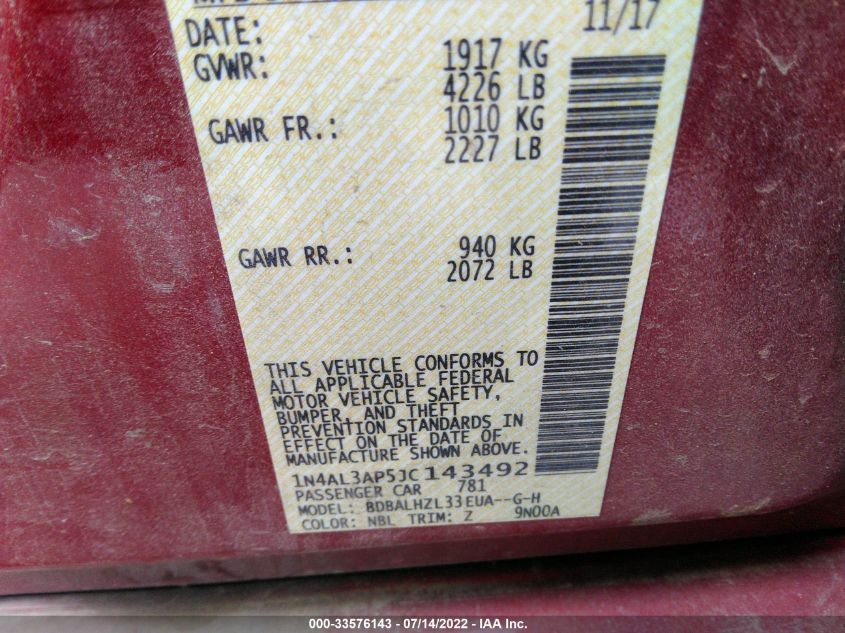 11/17
DATE:
GVWR: 1917 KG
4226 LB
GAWR FR.: 1010 KG
2227 LB
GAWR RR.: 940 KG
2072 LB
THIS VEHICLE CONFORMS TO
ALL APPLICABLE FEDERAL
MOTOR VEHICLE SAFETY,
BUMPER, AND THEFT
PREVENTION STANDARDS IN
EFFECT ON THE DATE OF
MANUFACTURE SHOWN ABOVE.
1N4AL3AP5JC143492
PASSENGER CAR 781
MODEL: BDBALHZL33EUA--G-H
COLOR: NBL TRIM: Z 9N00A
000-33576143 - 07/14/2022 - IAA Inc.